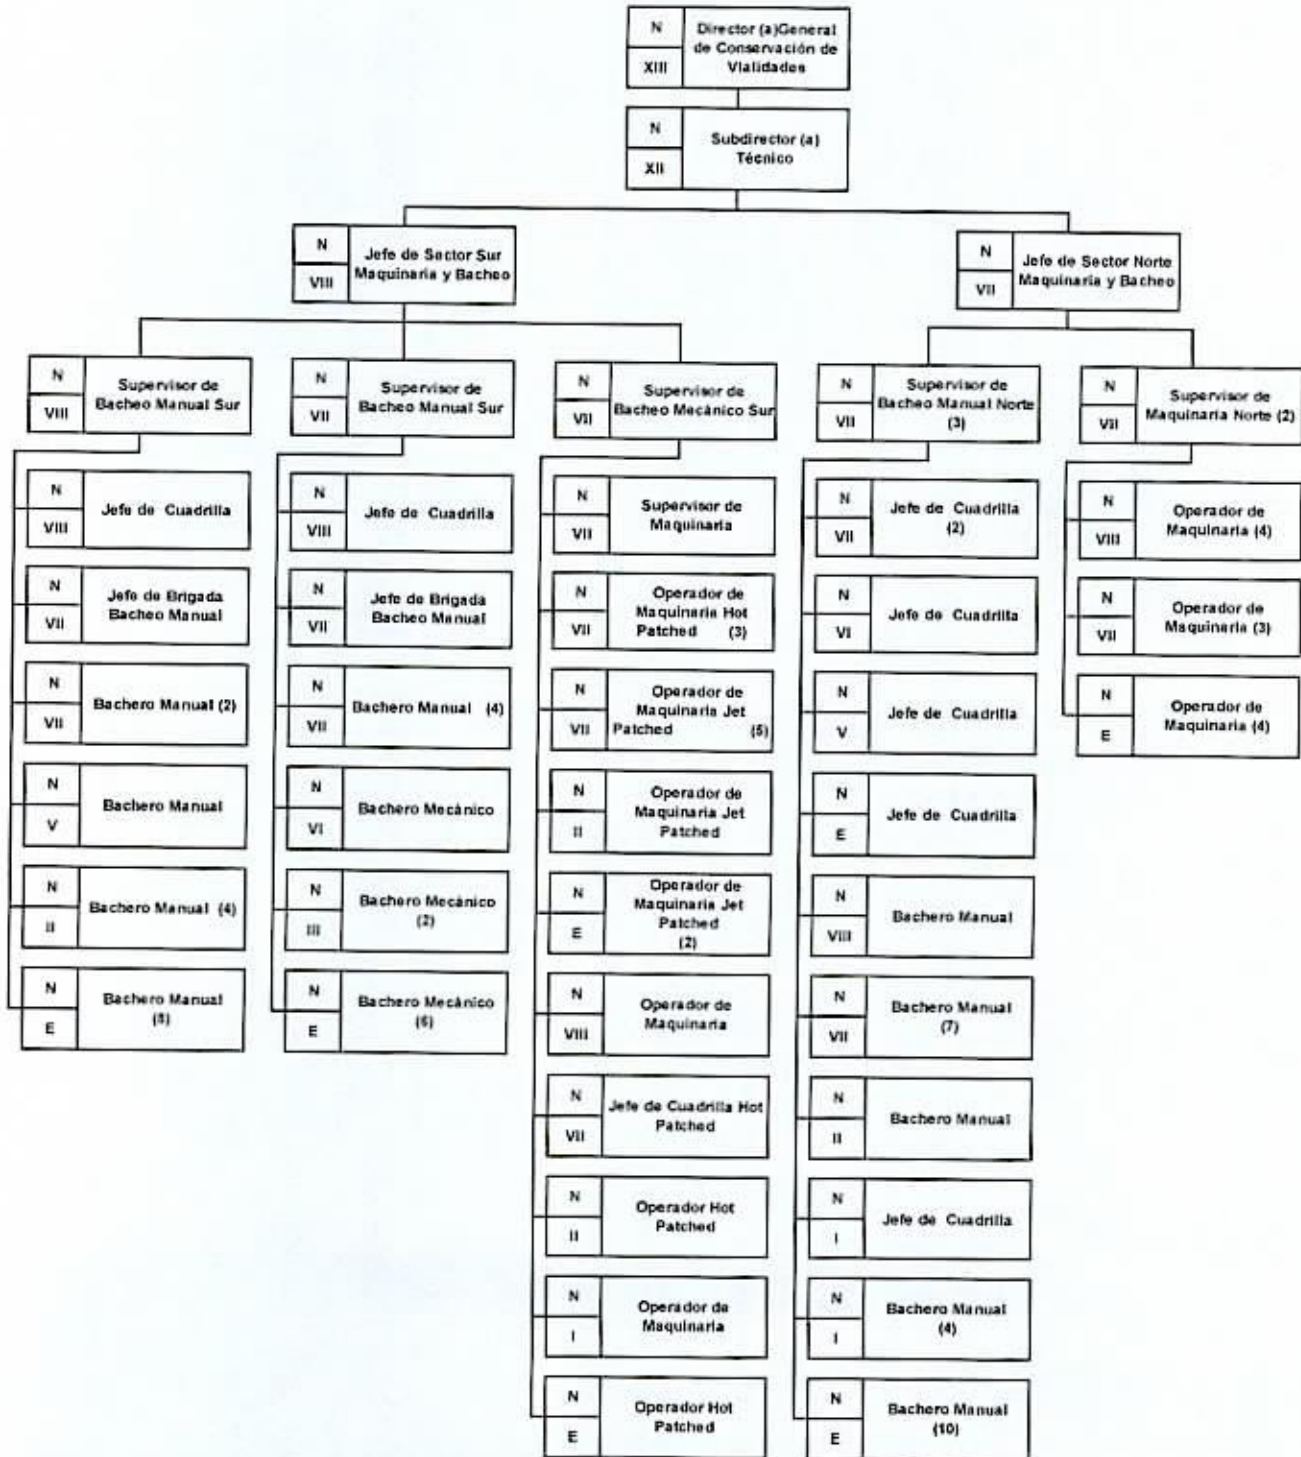 N
XIII
Director (a)General
de Conservación de
Vialidades
N
XII
Subdirector (a)
Técnico
N
VIII
Jefe de Sector Sur
Maquinaria y Bacheo
N
VII
Jefe de Sector Norte
Maquinaria y Bacheo
N
VIII
Supervisor de
Bacheo Manual Sur
N
VII
Supervisor de
Bacheo Manual Sur
N
VII
Supervisor de
Bacheo Mecánico Sur
N
VII
Supervisor de
Bacheo Manual Norte
(3)
N
VII
Supervisor de
Maquinaria Norte (2)
N
VIII
Jefe de Cuadrilla
N
VII
Jefe de Brigada
Bacheo Manual
N
VII
Bachero Manual (2)
N
V
Bachero Manual
N
II
Bachero Manual (4)
N
E
Bachero Manual
N
VIII
Jefe de Cuadrilla
N
VII
Jefe de Brigada
Bacheo Manual
N
VII
Bachero Manual (4)
N
VI
Bachero Mecánico
N
III
Bachero Mecánico
(2)
N
E
Bachero Mecánico
(6)
N
VII
Supervisor de
Maquinaria
N
VII
Operador de
Maquinaria Hot
Patched (3)
N
VII
Operador de
Maquinaria Jet
Patched (5)
N
II
Operador de
Maquinaria Jet
Patched
N
E
Operador de
Maquinaria Jet
Patched
(2)
N
VIII
Operador de
Maquinaria
N
VII
Jefe de Cuadrilla Hot
Patched
N
II
Operador Hot
Patched
N
I
Operador de
Maquinaria
N
E
Operador Hot
Patched
N
VII
Jefe de Cuadrilla
(2)
N
VI
Jefe de Cuadrilla
N
V
Jefe de Cuadrilla
N
E
Jefe de Cuadrilla
N
VIII
Bachero Manual
N
VII
Bachero Manual
(7)
N
II
Bachero Manual
N
I
Jefe de Cuadrilla
N
I
Bachero Manual
(4)
N
E
Bachero Manual
(10)
N
VIII
Operador de
Maquinaria (4)
N
VII
Operador de
Maquinaria (3)
N
E
Operador de
Maquinaria (4)